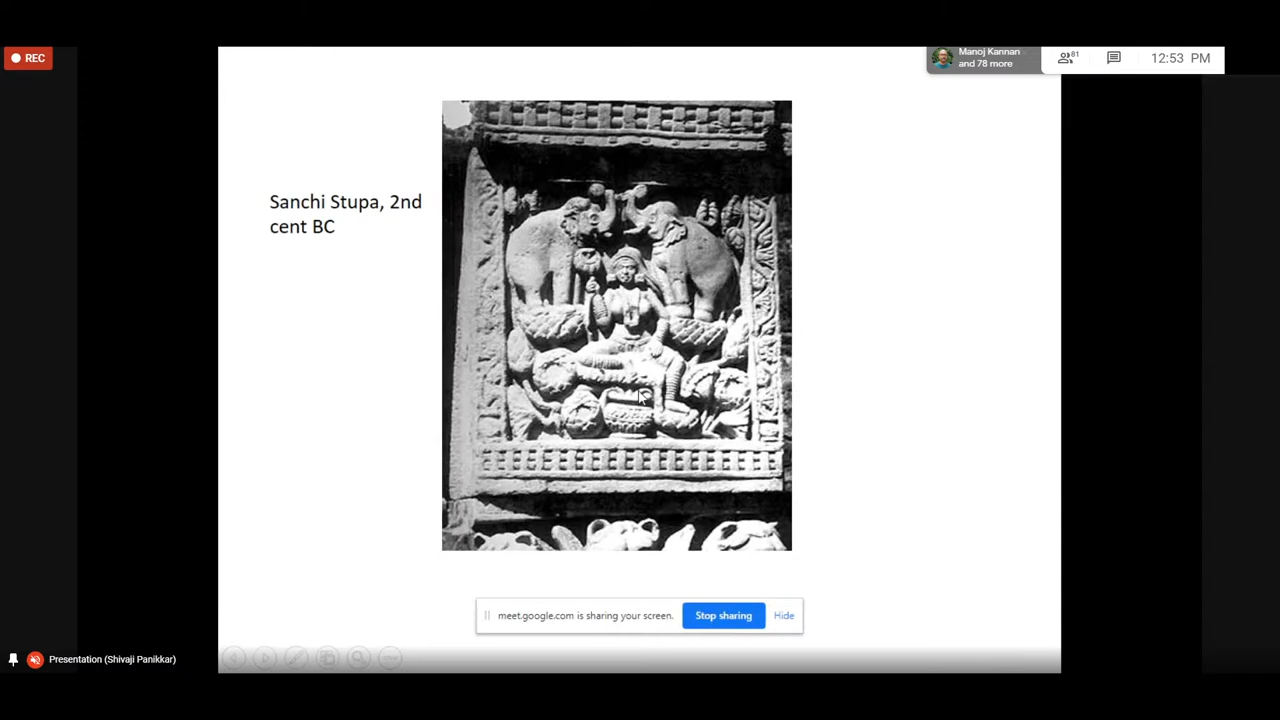 REC
Manoj Kannan
and 78 more
81
12:53 PM
Sanchi Stupa, 2nd
cent BC
meet.google.com is sharing your screen.
Stop sharing
Hide
Presentation (Shivaji Panikkar)